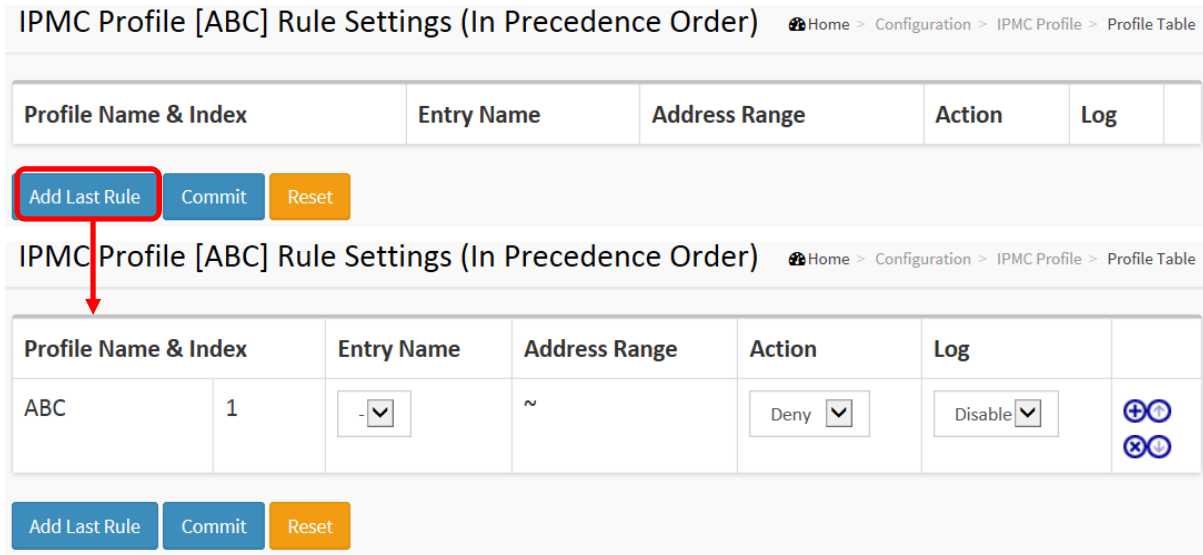 IPMC Profile [ABC] Rule Settings (In Precedence Order) Home > Configuration > IPMC Profile > Profile Table
Profile Name & Index Entry Name Address Range Action Log
Add Last Rule Commit Reset
IPMC Profile [ABC] Rule Settings (In Precedence Order) Home > Configuration > IPMC Profile > Profile Table
Profile Name & Index Entry Name Address Range Action Log
ABC 1 - ~ Deny Disable
Add Last Rule Commit Reset